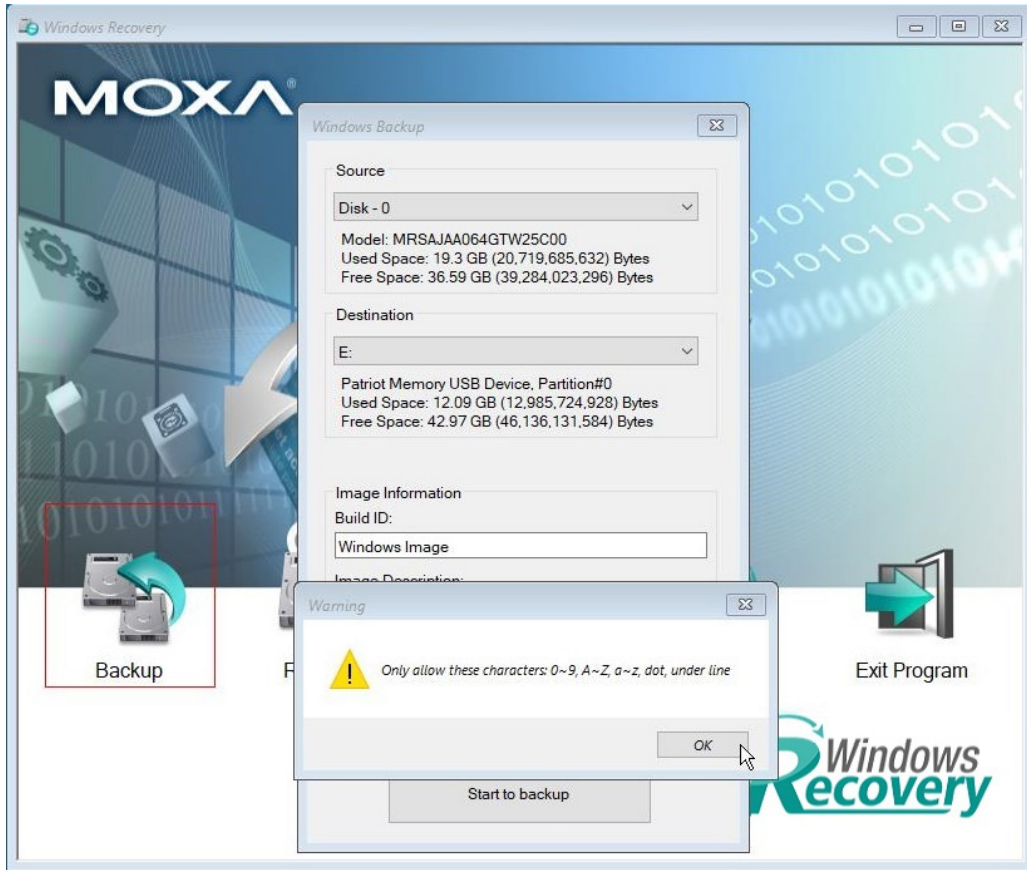 Windows Recovery
MOXA®
Windows Backup
Source
Disk - 0
Model: MRSAJAA064GTW25C00
Used Space: 19.3 GB (20,719,685,632) Bytes
Free Space: 36.59 GB (39,284,023,296) Bytes
Destination
E:
Patriot Memory USB Device, Partition#0
Used Space: 12.09 GB (12,985,724,928) Bytes
Free Space: 42.97 GB (46,136,131,584) Bytes
Image Information
Build ID:
Windows Image
Image Description:
Warning
Only allow these characters: 0~9, A~Z, a~z, dot, under line
OK
Backup
Exit Program
Start to backup
Windows
Recovery